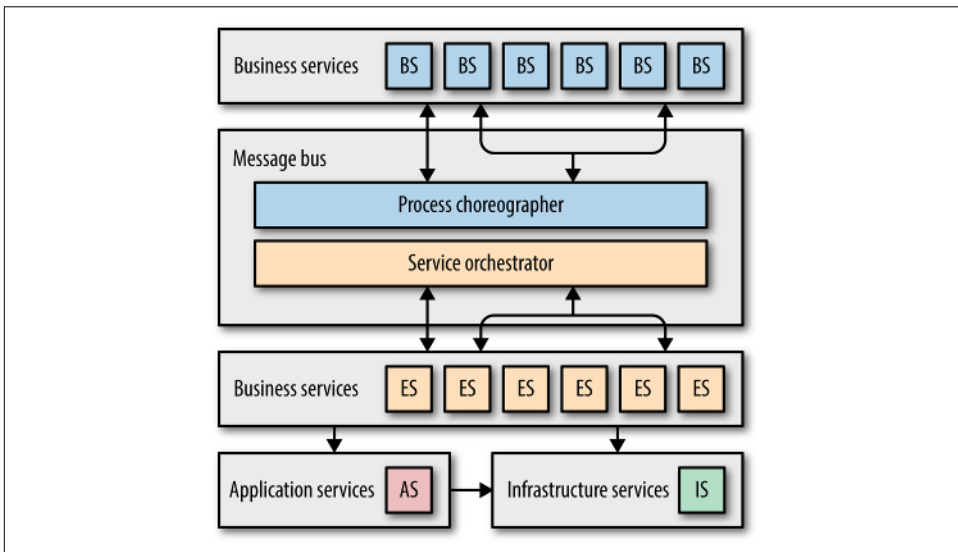 Business services BS BS BS BS BS BS
Message bus
Process choreographer
Service orchestrator
Business services ES ES ES ES ES ES
Application services AS Infrastructure services IS